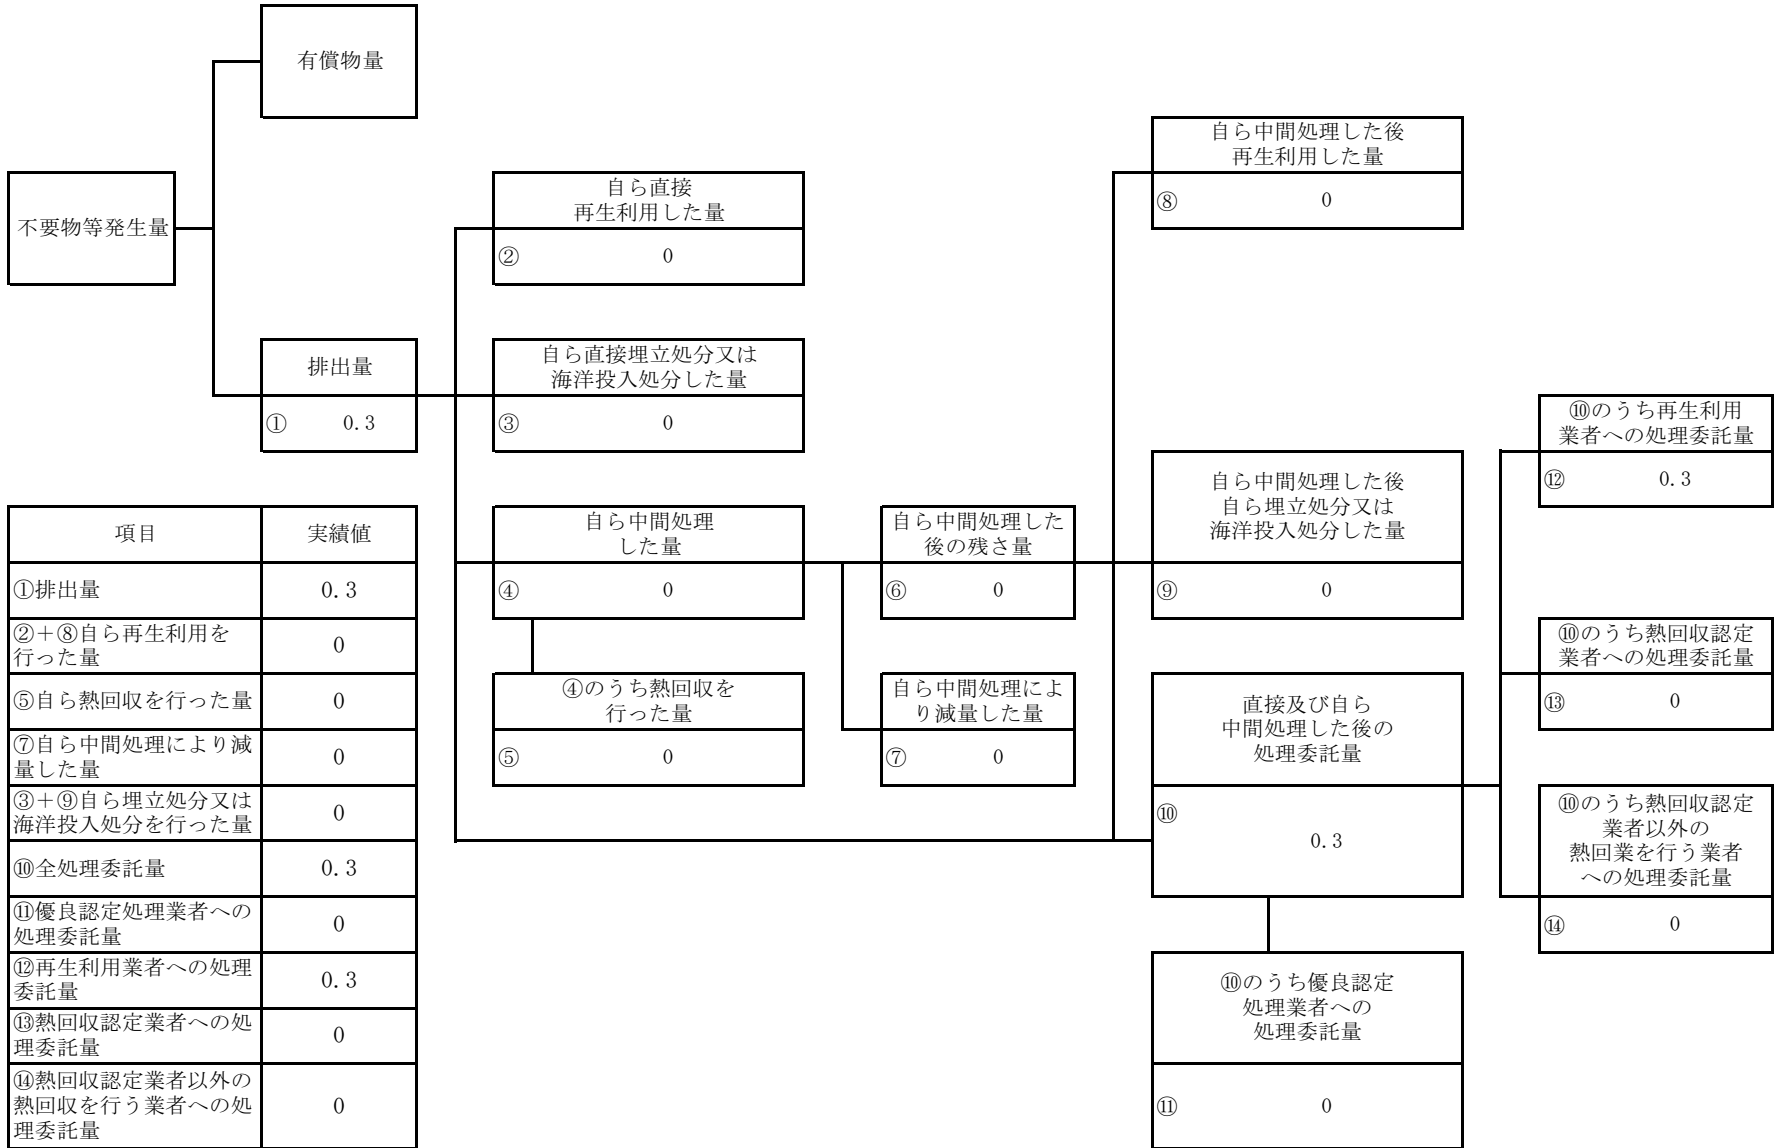 有償物量
不要物等発生量
排出量
① 0.3
自ら直接
再生利用した量
② 0
自ら直接埋立処分又は
海洋投入処分した量
③ 0
自ら中間処理
した量
④ 0
④のうち熱回収を
行った量
⑤ 0
自ら中間処理した
後の残さ量
⑥ 0
自ら中間処理によ
り減量した量
⑦ 0
自ら中間処理した後
再生利用した量
⑧ 0
自ら中間処理した後
自ら埋立処分又は
海洋投入処分した量
⑨ 0
直接及び自ら
中間処理した後の
処理委託量
⑩
0.3
⑩のうち優良認定
処理業者への
処理委託量
⑪ 0
⑩のうち再生利用
業者への処理委託量
⑫ 0.3
⑩のうち熱回収認定
業者への処理委託量
⑬ 0
⑩のうち熱回収認定
業者以外の
熱回業を行う業者
への処理委託量
⑭ 0
項目 実績値
①排出量 0.3
②＋⑧自ら再生利用を
行った量 0
⑤自ら熱回収を行った量 0
⑦自ら中間処理により減
量した量 0
③＋⑨自ら埋立処分又は
海洋投入処分を行った量 0
⑩全処理委託量 0.3
⑪優良認定処理業者への
処理委託量 0
⑫再生利用業者への処理
委託量 0.3
⑬熱回収認定業者への処
理委託量 0
⑭熱回収認定業者以外の
熱回収を行う業者への処
理委託量 0